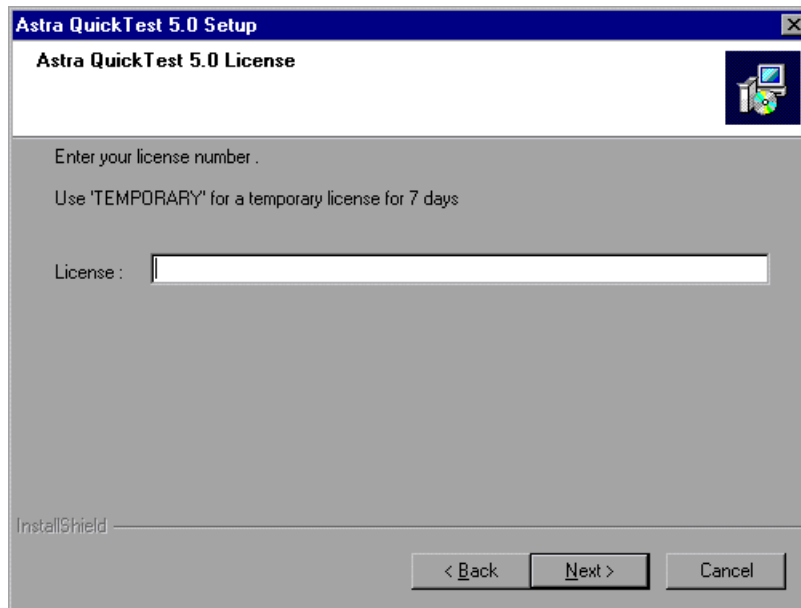 Astra QuickTest 5.0 Setup
Astra QuickTest 5.0 License
Enter your license number .
Use 'TEMPORARY' for a temporary license for 7 days
License :
InstallShield
< Back Next > Cancel